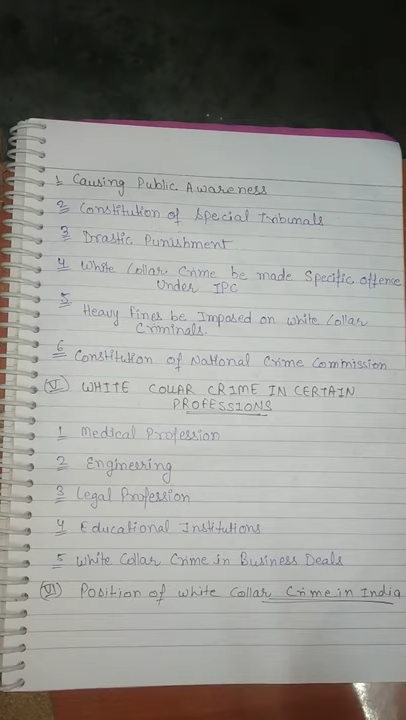 1 Causing Public Awareness
2 Constitution of Special Tribunals
3 Drastic Punishment
4 White Collar Crime be made Specific offence
under IPC
5
Heavy fines be Imposed on white Collar
Criminals.
6 Constitution of National Crime Commission
(V) WHITE COLLAR CRIME IN CERTAIN
PROFESSIONS
1 Medical Profession
2 Engineering
3 Legal Profession
4 Educational Institutions
5 White Collar Crime in Business Deals
(VI) Position of white Collar Crime in India